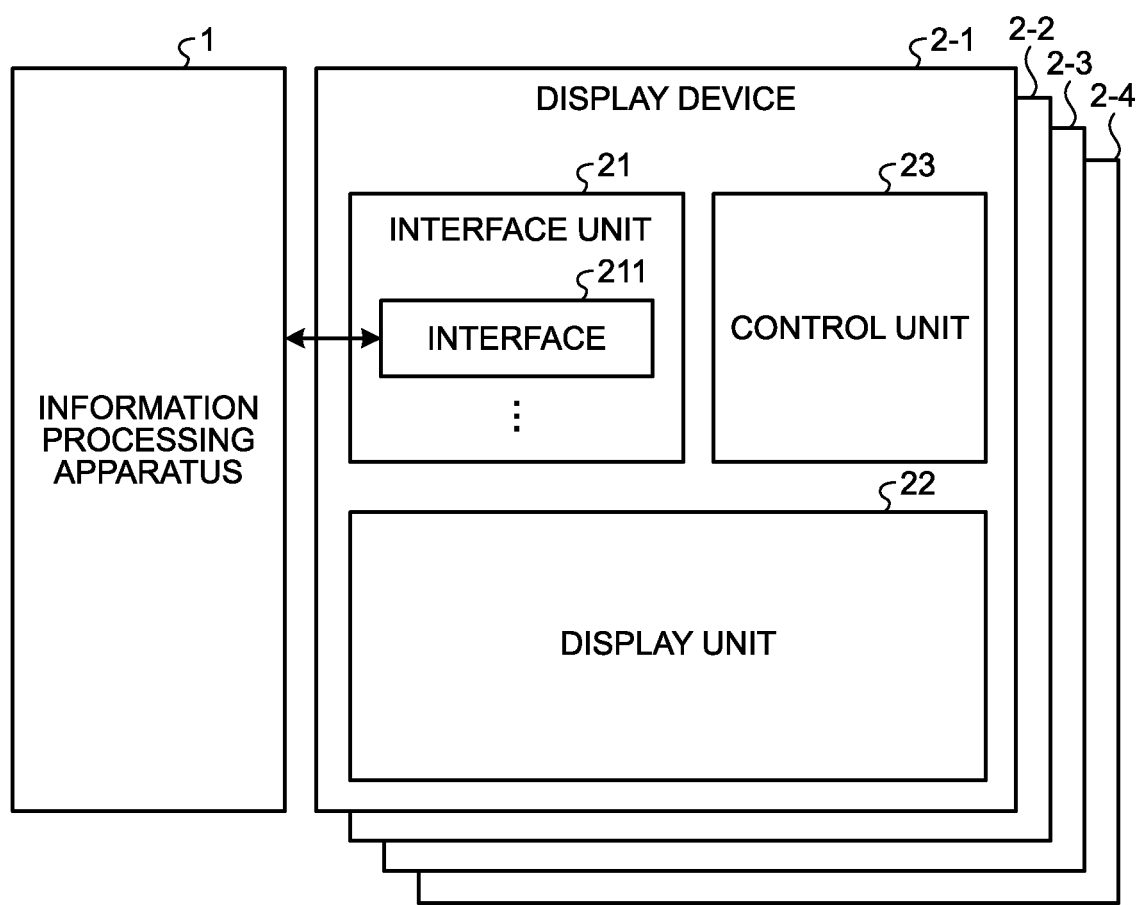 1
2-1
2-2
2-3
2-4
DISPLAY DEVICE
21
23
INTERFACE UNIT
211
INTERFACE
⋮
CONTROL UNIT
INFORMATION
PROCESSING
APPARATUS
22
DISPLAY UNIT